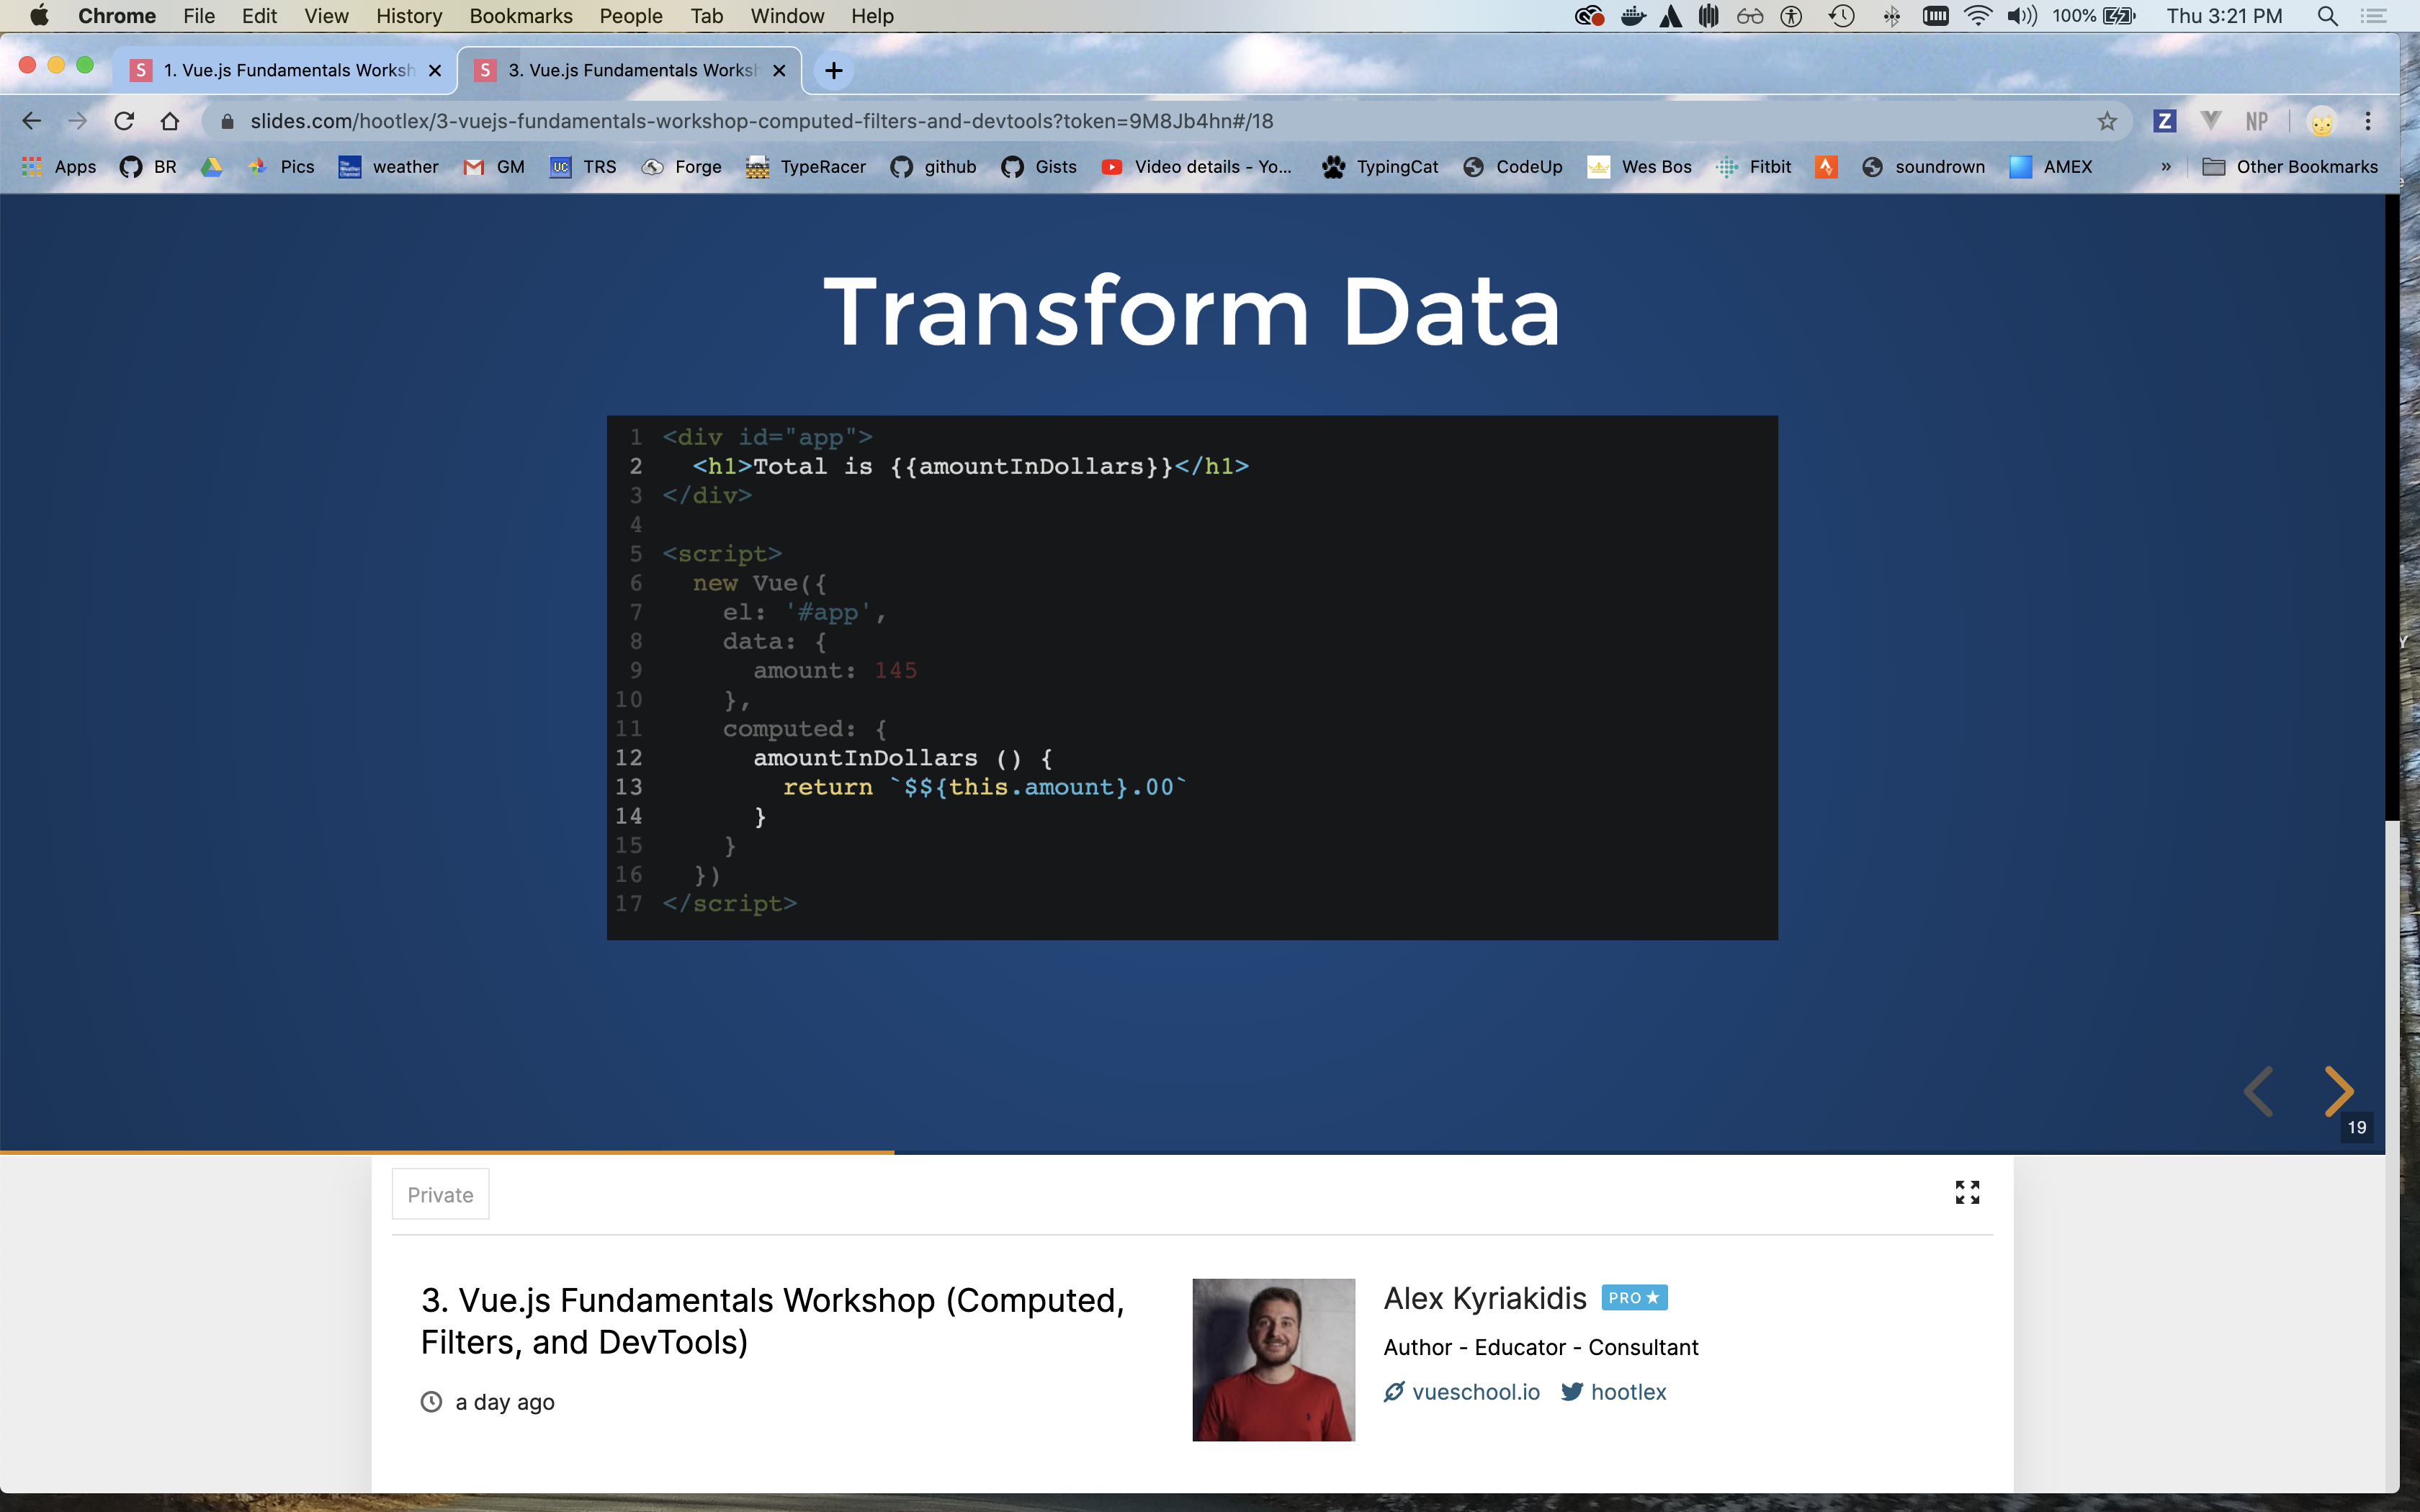 Chrome File Edit View History Bookmarks People Tab Window Help 100% Thu 3:21 PM
S 1. Vue.js Fundamentals Worksh S 3. Vue.js Fundamentals Works
slides.com/hootlex/3-vuejs-fundamentals-workshop-computed-filters-and-devtools?token=9M8Jb4hn#/18 Z NP
Apps BR Pics weather GM UC TRS Forge TypeRacer github Gists Video details - Yo... TypingCat CodeUp Wes Bos Fitbit soundrown AMEX » Other Bookmarks
Transform Data
1 <div id="app">
2 <h1>Total is {{amountInDollars}}</h1>
3 </div>
4
5 <script>
6 new Vue({
7 el: '#app',
8 data: {
9 amount: 145
10 },
11 computed: {
12 amountInDollars () {
13 return `$${this.amount}.00`
14 }
15 }
16 })
17 </script>
19
Private
3. Vue.js Fundamentals Workshop (Computed,
Filters, and DevTools)
a day ago
Alex Kyriakidis PRO
Author - Educator - Consultant
vueschool.io hootlex